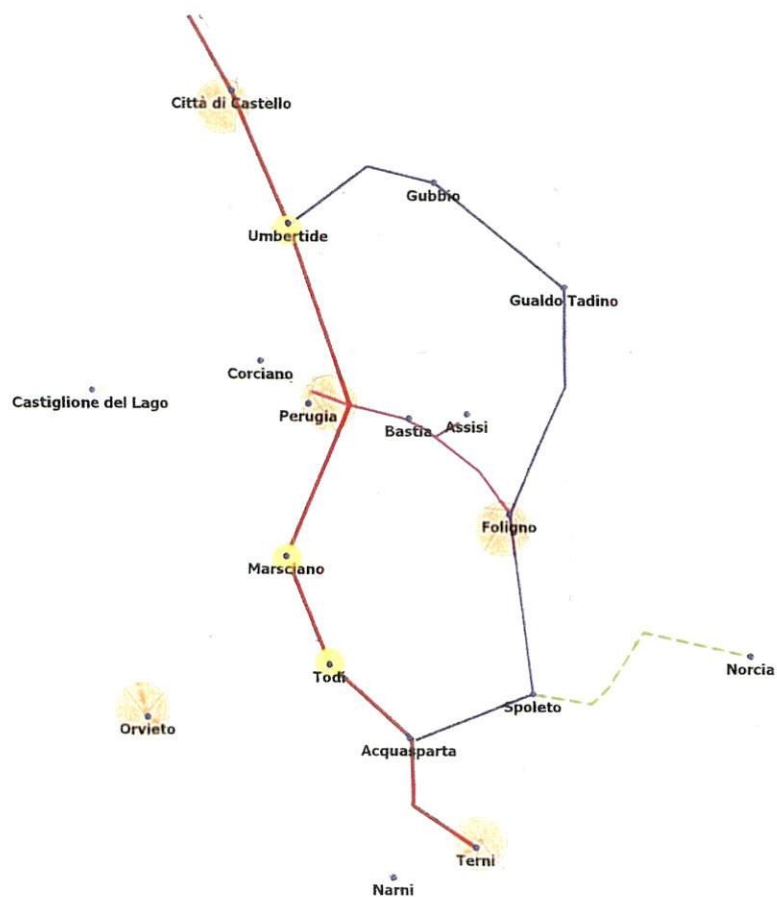 Città di Castello
Gubbio
Umbertide
Gualdo Tadino
Corciano
Castiglione del Lago
Perugia
Bastia
Assisi
Foligno
Marsciano
Todi
Norcia
Spoleto
Orvieto
Acquasparta
Terni
Narni